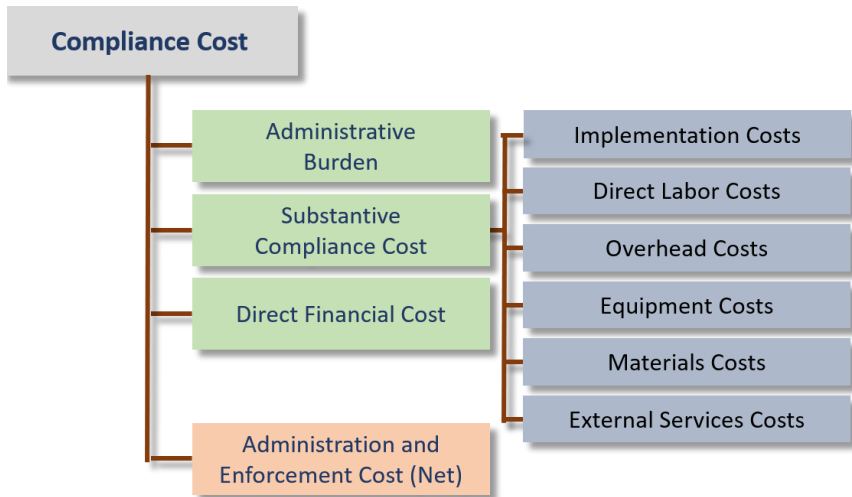 Compliance Cost
Administrative
Burden
Substantive
Compliance Cost
Direct Financial Cost
Administration and
Enforcement Cost (Net)
Implementation Costs
Direct Labor Costs
Overhead Costs
Equipment Costs
Materials Costs
External Services Costs